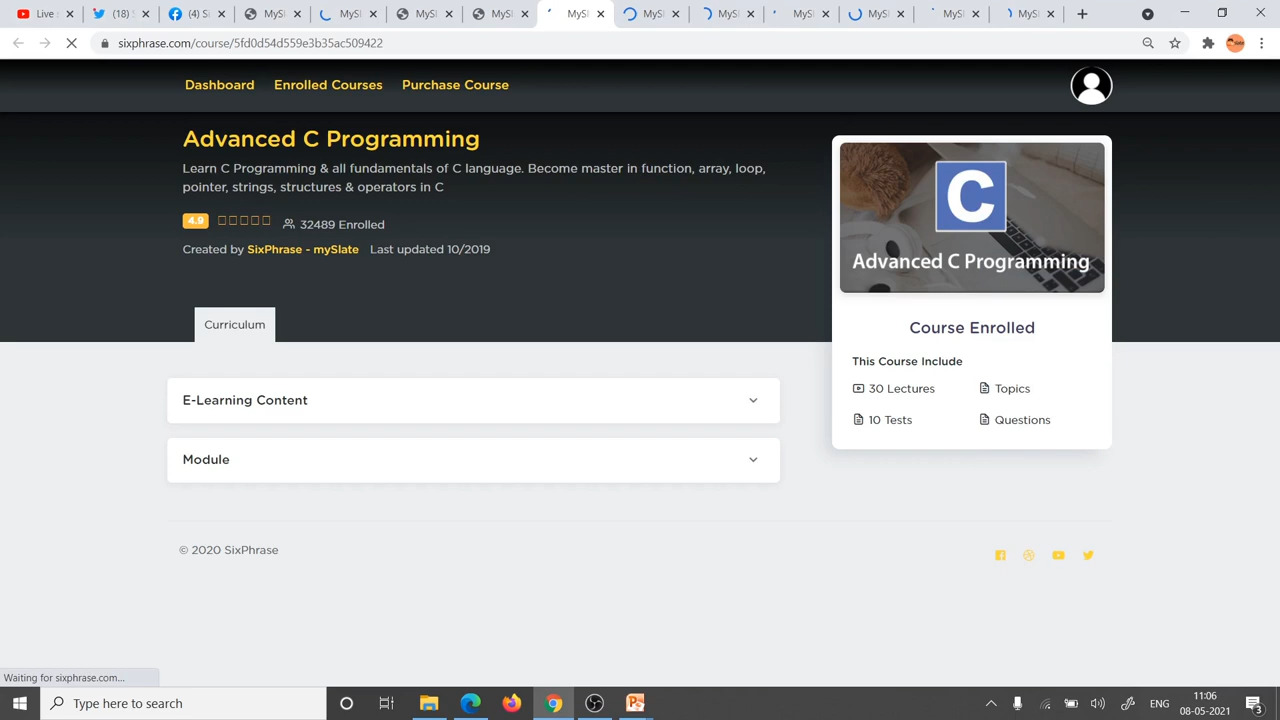 Live
(18) S
(4) Si
MySl
MySl
MySl
MySl
MySl
MySl
MySl
MySl
MySl
MySl
MySl
sixphrase.com/course/5fd0d54d559e3b35ac509422
Dashboard
Enrolled Courses
Purchase Course
Advanced C Programming
Learn C Programming & all fundamentals of C language. Become master in function, array, loop,
pointer, strings, structures & operators in C
4.9
32489 Enrolled
Created by SixPhrase - mySlate
Last updated 10/2019
Curriculum
C
Advanced C Programming
Course Enrolled
This Course Include
30 Lectures
Topics
10 Tests
Questions
E-Learning Content
Module
© 2020 SixPhrase
Waiting for sixphrase.com...
Type here to search
ENG
11:06
08-05-2021
3